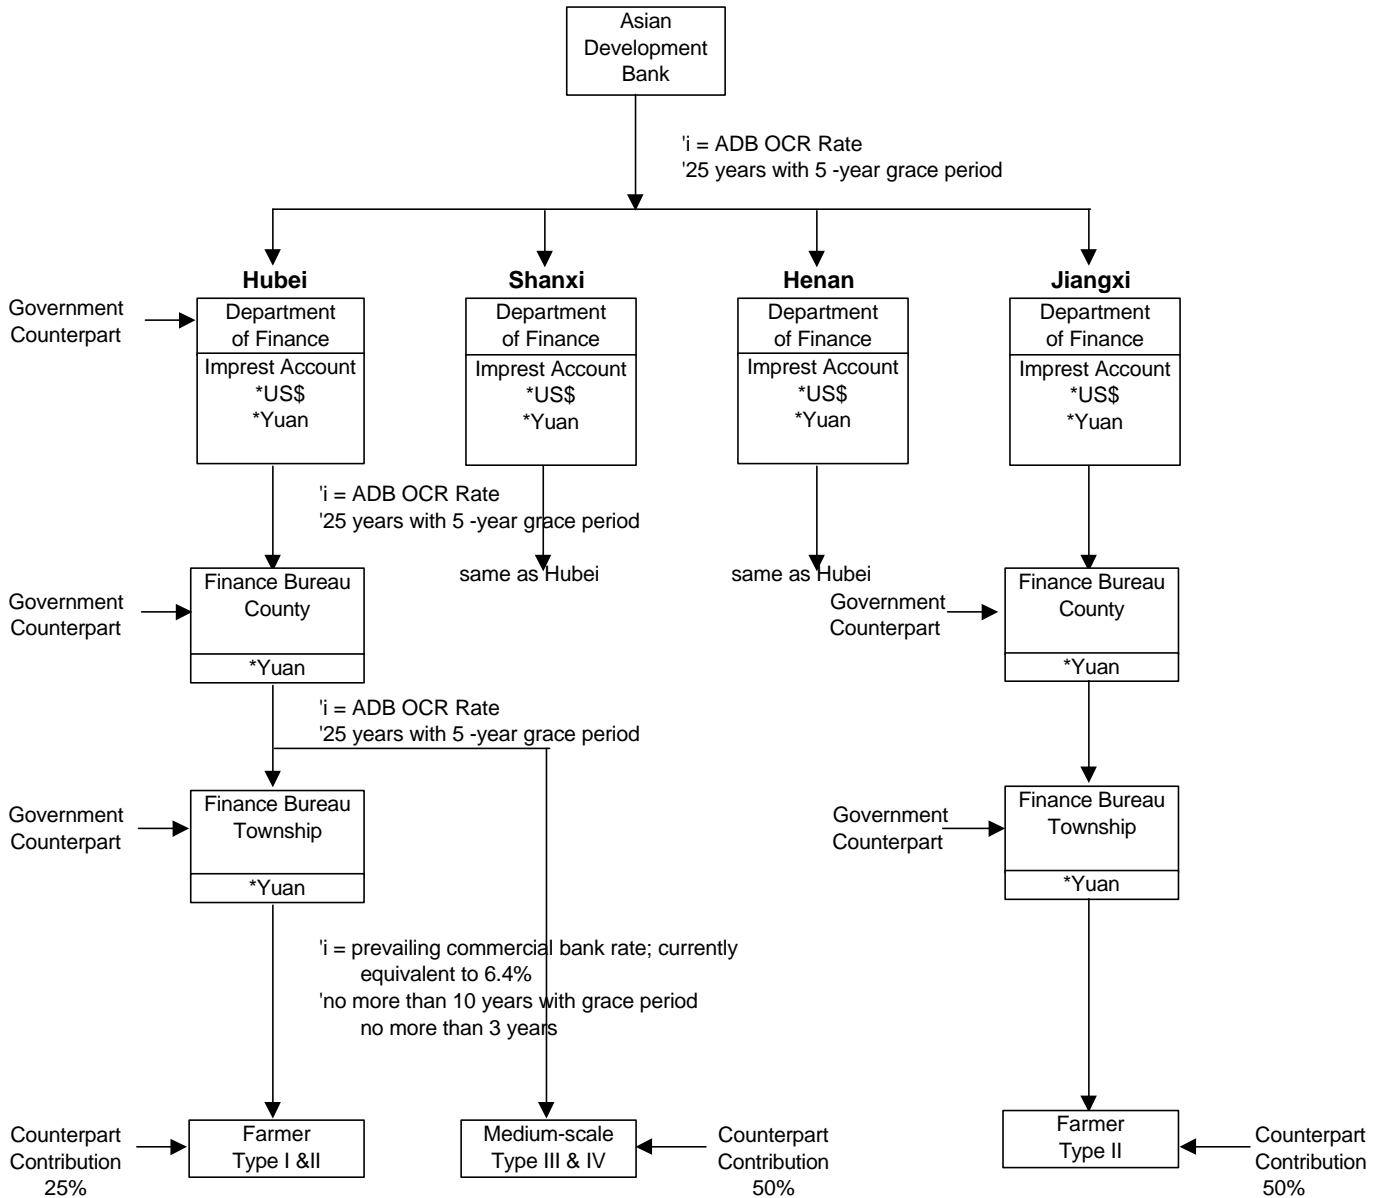 Asian
Development
Bank
'i = ADB OCR Rate
'25 years with 5 -year grace period
Hubei
Shanxi
Henan
Jiangxi
Government
Counterpart
Department
of Finance
Imprest Account
*US$
*Yuan
Department
of Finance
Imprest Account
*US$
*Yuan
Department
of Finance
Imprest Account
*US$
*Yuan
Department
of Finance
Imprest Account
*US$
*Yuan
'i = ADB OCR Rate
'25 years with 5 -year grace period
same as Hubei
same as Hubei
Government
Counterpart
Finance Bureau
County
*Yuan
Government
Counterpart
Finance Bureau
County
*Yuan
'i = ADB OCR Rate
'25 years with 5 -year grace period
Government
Counterpart
Finance Bureau
Township
*Yuan
Government
Counterpart
Finance Bureau
Township
*Yuan
'i = prevailing commercial bank rate; currently
equivalent to 6.4%
'no more than 10 years with grace period
no more than 3 years
Counterpart
Contribution
25%
Farmer
Type I &II
Medium-scale
Type III & IV
Counterpart
Contribution
50%
Farmer
Type II
Counterpart
Contribution
50%